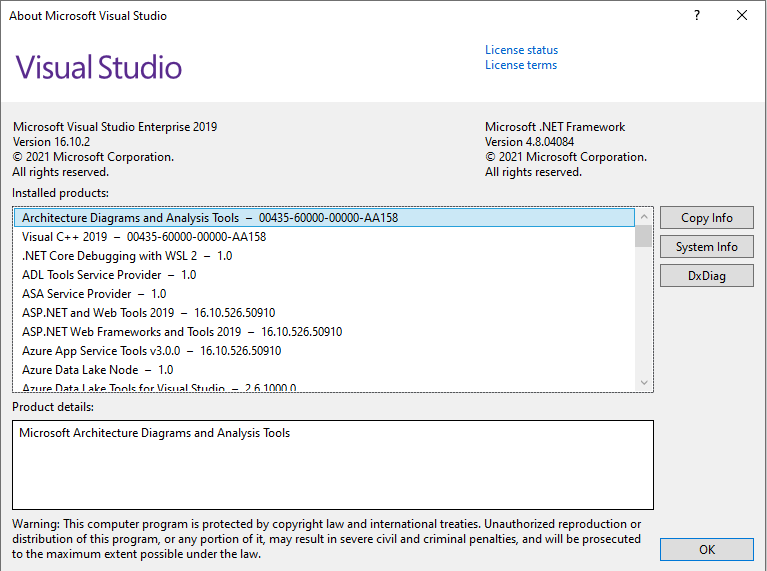 About Microsoft Visual Studio
?
Visual Studio
License status
License terms
Microsoft Visual Studio Enterprise 2019
Version 16.10.2
© 2021 Microsoft Corporation.
All rights reserved.
Microsoft .NET Framework
Version 4.8.04084
© 2021 Microsoft Corporation.
All rights reserved.
Installed products:
Architecture Diagrams and Analysis Tools – 00435-60000-00000-AA158
Visual C++ 2019 – 00435-60000-00000-AA158
.NET Core Debugging with WSL 2 – 1.0
ADL Tools Service Provider – 1.0
ASA Service Provider – 1.0
ASP.NET and Web Tools 2019 – 16.10.526.50910
ASP.NET Web Frameworks and Tools 2019 – 16.10.526.50910
Azure App Service Tools v3.0.0 – 16.10.526.50910
Azure Data Lake Node – 1.0
Azure Data Lake Tools for Visual Studio – 2.6.1000.0
Copy Info
System Info
DxDiag
Product details:
Microsoft Architecture Diagrams and Analysis Tools
Warning: This computer program is protected by copyright law and international treaties. Unauthorized reproduction or
distribution of this program, or any portion of it, may result in severe civil and criminal penalties, and will be prosecuted
to the maximum extent possible under the law.
OK